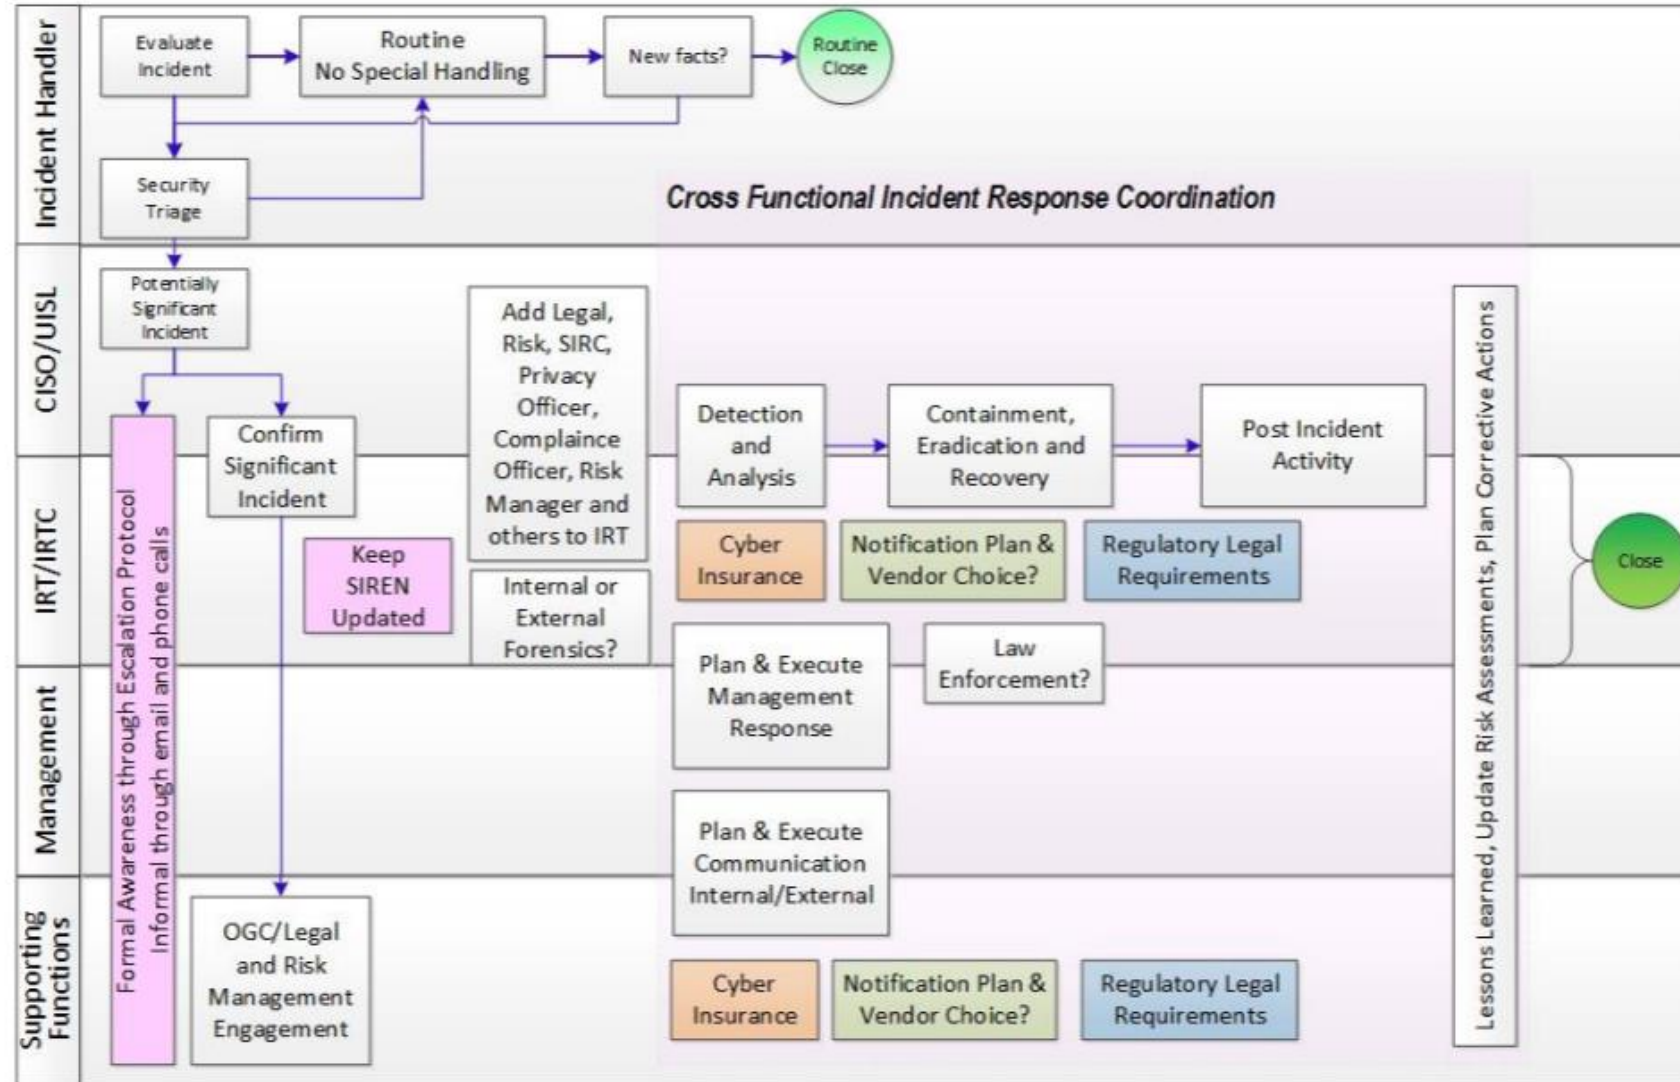 Incident Handler
Evaluate
Incident
Routine
No Special Handling
New facts?
Routine
Close
Security
Triage
Cross Functional Incident Response Coordination
CISO/UISL
Potentially
Significant
Incident
Confirm
Significant
Incident
Add Legal,
Risk, SIRC,
Privacy
Officer,
Complaince
Officer, Risk
Manager and
others to IRT
Detection
and
Analysis
Containment,
Eradication and
Recovery
Post Incident
Activity
Lessons Learned, Update Risk Assessments, Plan Corrective Actions
IRT/IRTC
Formal Awareness through Escalation Protocol
Informal through email and phone calls
Keep
SIREN
Updated
Internal or
External
Forensics?
Cyber
Insurance
Notification Plan &
Vendor Choice?
Regulatory Legal
Requirements
Close
Management
Plan & Execute
Management
Response
Law
Enforcement?
Plan & Execute
Communication
Internal/External
Supporting
Functions
OGC/Legal
and Risk
Management
Engagement
Cyber
Insurance
Notification Plan &
Vendor Choice?
Regulatory Legal
Requirements